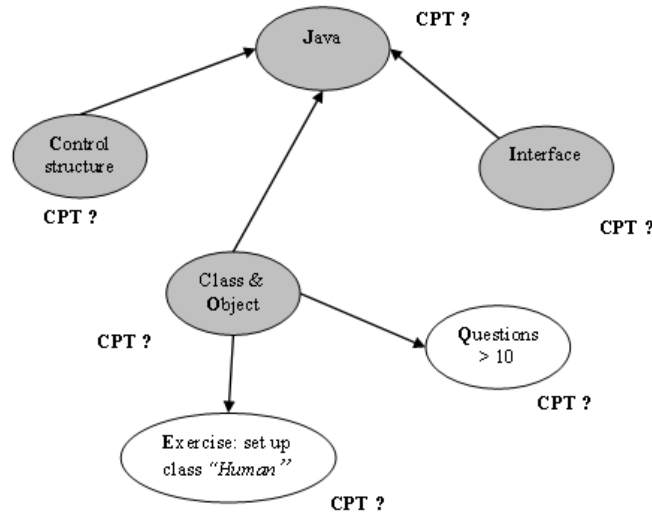 Java
CPT ?
Control
structure
CPT ?
Interface
CPT ?
Class &
Object
CPT ?
Questions
> 10
CPT ?
Exercise: set up
class “Human”
CPT ?